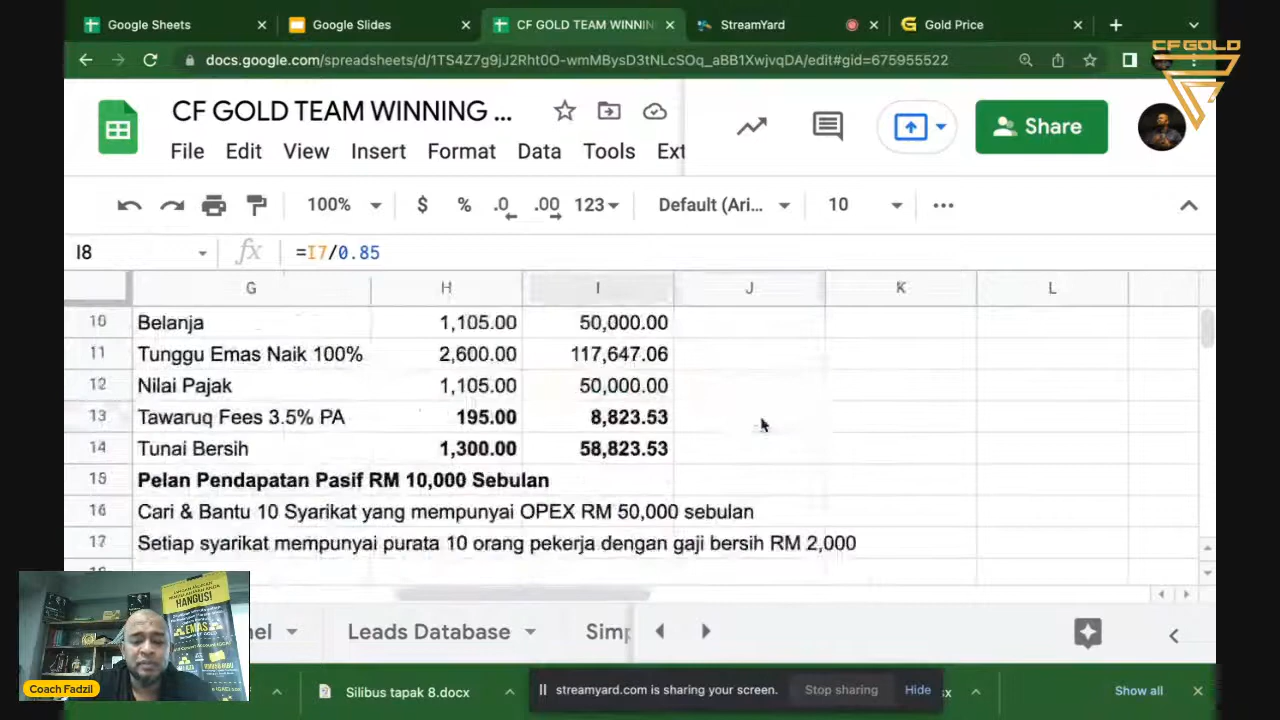 Google Sheets
Google Slides
CF GOLD TEAM WINNIN
StreamYard
Gold Price
docs.google.com/spreadsheets/d/1TS4Z7g9jJ2Rht0O-wmMBysD3tNLcSOq_aBB1XwjvqDA/edit#gid=675955522
CF GOLD
CF GOLD TEAM WINNING ...
Share
File Edit View Insert Format Data Tools Ext
100% $ % .0 .00 123 Default (Ari... 10 ...
I8 fx =I7/0.85
G H I J K L
10 Belanja 1,105.00 50,000.00
11 Tunggu Emas Naik 100% 2,600.00 117,647.06
12 Nilai Pajak 1,105.00 50,000.00
13 Tawaruq Fees 3.5% PA 195.00 8,823.53
14 Tunai Bersih 1,300.00 58,823.53
15 Pelan Pendapatan Pasif RM 10,000 Sebulan
16 Cari & Bantu 10 Syarikat yang mempunyai OPEX RM 50,000 sebulan
17 Setiap syarikat mempunyai purata 10 orang pekerja dengan gaji bersih RM 2,000
HANGUS!
EMAS
nel Leads Database Simp
Coach Fadzil
Silibus tapak 8.docx
streamyard.com is sharing your screen. Stop sharing Hide
sx
Show all